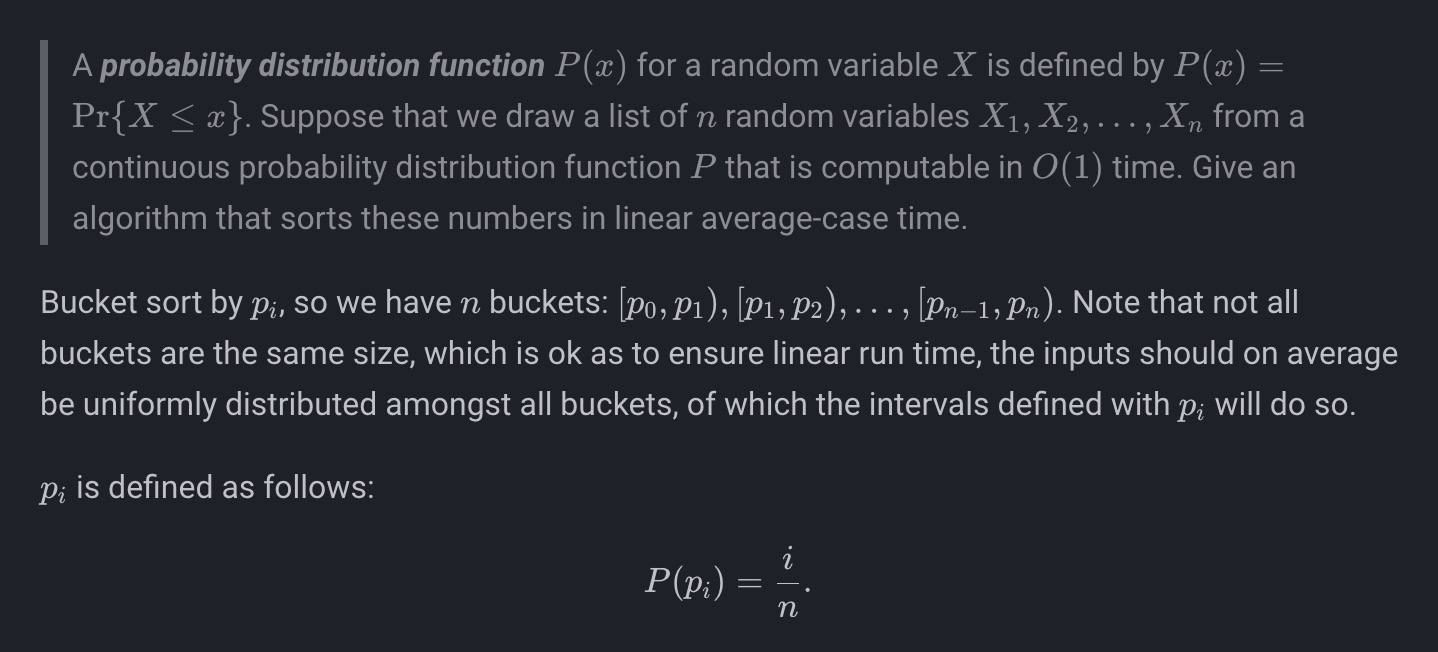 A probability distribution function P(x) for a random variable X is defined by P(x) =
Pr{X ≤ x}. Suppose that we draw a list of n random variables X₁, X₂, . . . , Xₙ from a
continuous probability distribution function P that is computable in O(1) time. Give an
algorithm that sorts these numbers in linear average-case time.
Bucket sort by pᵢ, so we have n buckets: [p₀, p₁), [p₁, p₂), . . . , [pₙ₋₁, pₙ). Note that not all
buckets are the same size, which is ok as to ensure linear run time, the inputs should on average
be uniformly distributed amongst all buckets, of which the intervals defined with pᵢ will do so.
pᵢ is defined as follows:
P(pᵢ) = i/n.